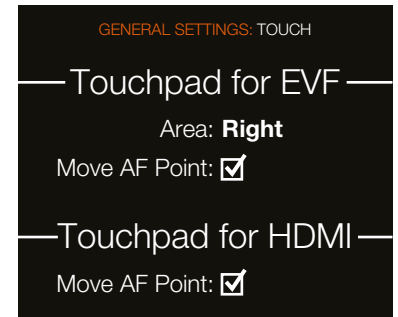 GENERAL SETTINGS: TOUCH
Touchpad for EVF
Area: Right
Move AF Point:
Touchpad for HDMI
Move AF Point: